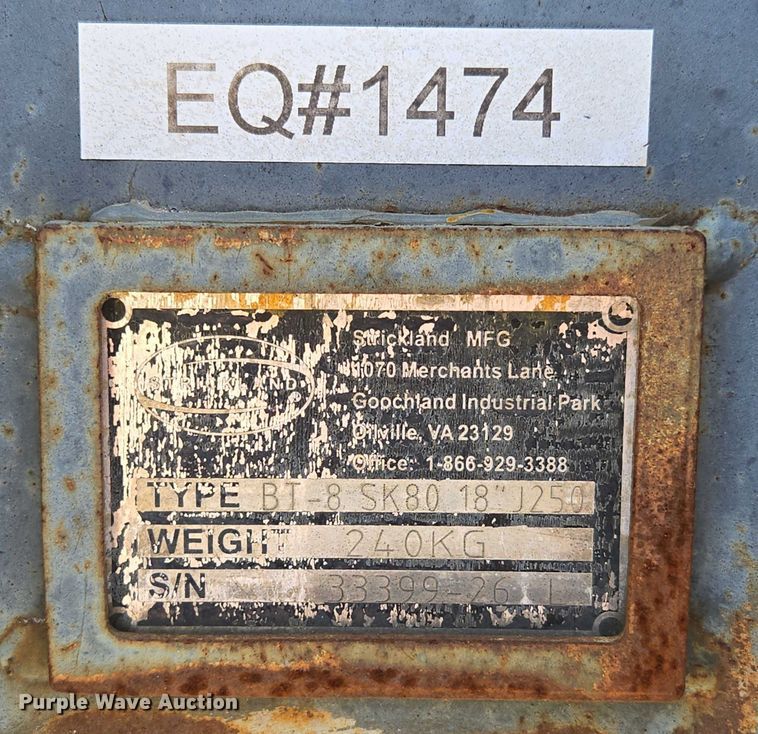 EQ#1474
STRICKLAND
Strickland MFG
1070 Merchants Lane
Goochland Industrial Park
Oilville, VA 23129
Office: 1-866-929-3388
TYPE BT-8 SK80 18" J250
WEIGHT 240KG
S/N 33399-26 L
Purple Wave Auction